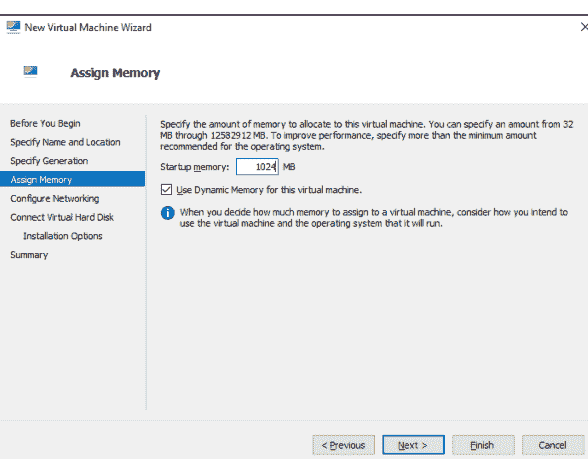 New Virtual Machine Wizard
Assign Memory
Before You Begin
Specify Name and Location
Specify Generation
Assign Memory
Configure Networking
Connect Virtual Hard Disk
Installation Options
Summary
Specify the amount of memory to allocate to this virtual machine. You can specify an amount from 32
MB through 12582912 MB. To improve performance, specify more than the minimum amount
recommended for the operating system.
Startup memory: 1024 MB
Use Dynamic Memory for this virtual machine.
When you decide how much memory to assign to a virtual machine, consider how you intend to
use the virtual machine and the operating system that it will run.
< Previous Next > Finish Cancel